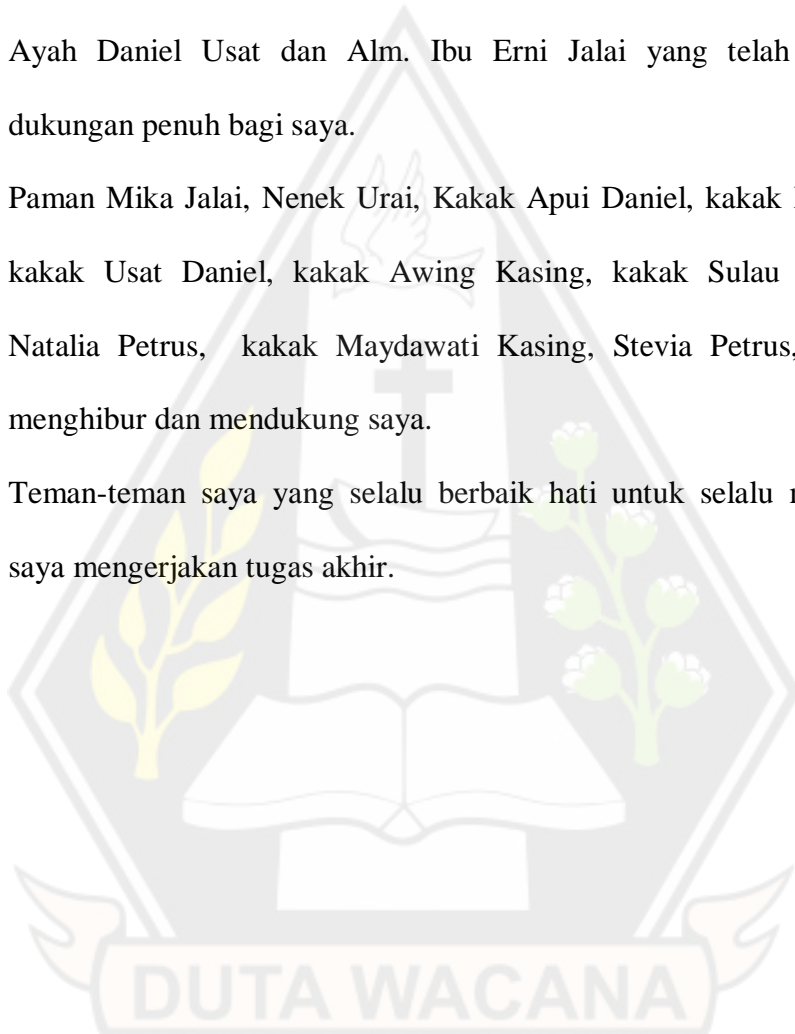 Ayah Daniel Usat dan Alm. Ibu Erni Jalai yang telah
dukungan penuh bagi saya.
Paman Mika Jalai, Nenek Urai, Kakak Apui Daniel, kakak
kakak Usat Daniel, kakak Awing Kasing, kakak Sulau
Natalia Petrus, kakak Maydawati Kasing, Stevia Petrus,
menghibur dan mendukung saya.
Teman-teman saya yang selalu berbaik hati untuk selalu
saya mengerjakan tugas akhir.
DUTA WACANA